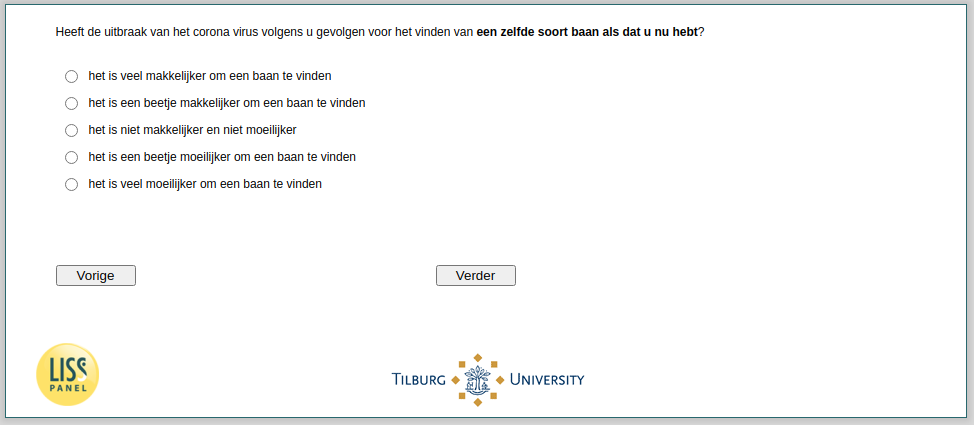 Heeft de uitbraak van het corona virus volgens u gevolgen voor het vinden van een zelfde soort baan als dat u nu hebt?
het is veel makkelijker om een baan te vinden
het is een beetje makkelijker om een baan te vinden
het is niet makkelijker en niet moeilijker
het is een beetje moeilijker om een baan te vinden
het is veel moeilijker om een baan te vinden
Vorige Verder
LISS
PANEL
TILBURG UNIVERSITY